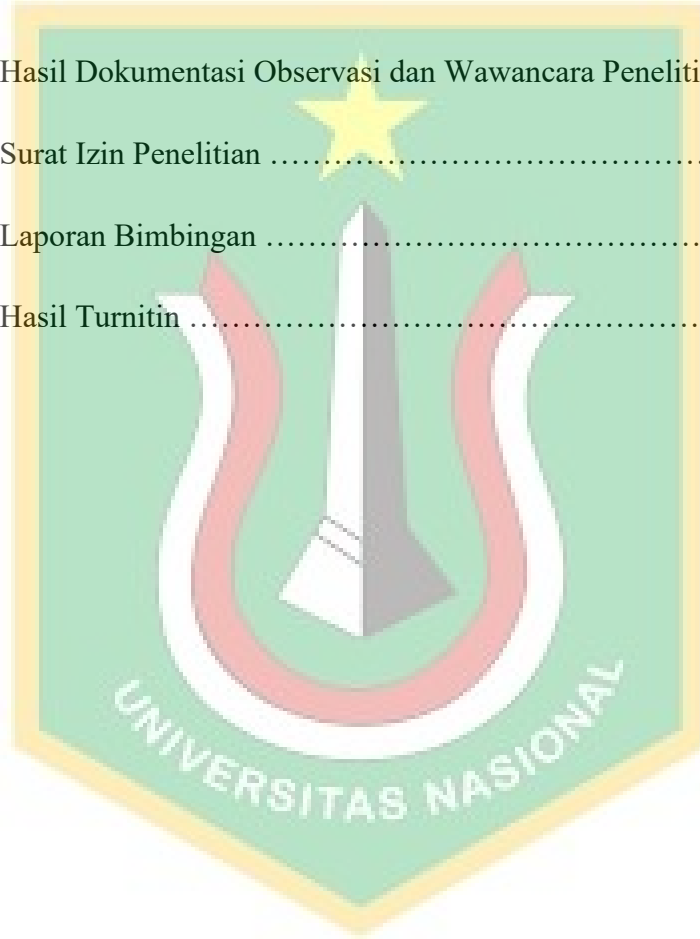 Hasil Dokumentasi Observasi dan Wawancara Peneliti
Surat Izin Penelitian ……………………………………
Laporan Bimbingan ……………………………………
Hasil Turnitin …………………………………………
UNIVERSITAS NASIONAL